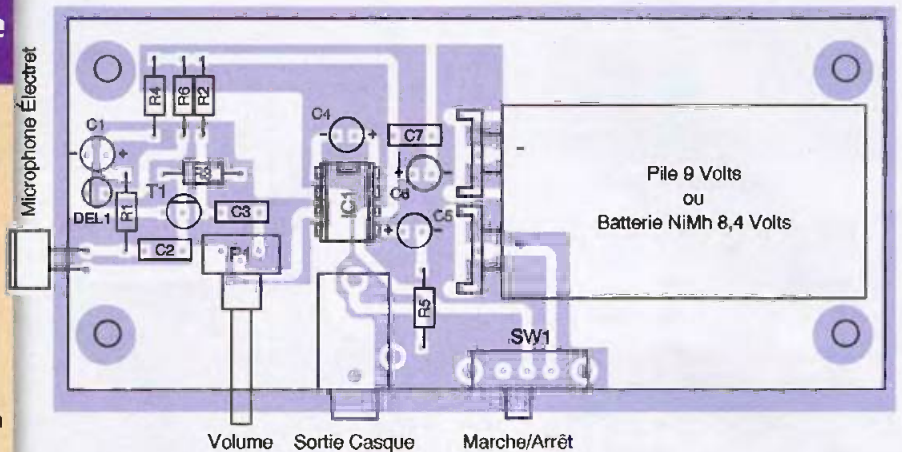 e
Microphone Électret
R4
R6
R2
C1
-
+
C4
-
+
C7
R3
+
C6
-
DEL1
R1
T1
C3
IC1
+
C5
-
C2
P1
R5
-
+
Pile 9 Volts
ou
Batterie NiMh 8,4 Volts
SW1
Volume
Sortie Casque
Marche/Arrêt